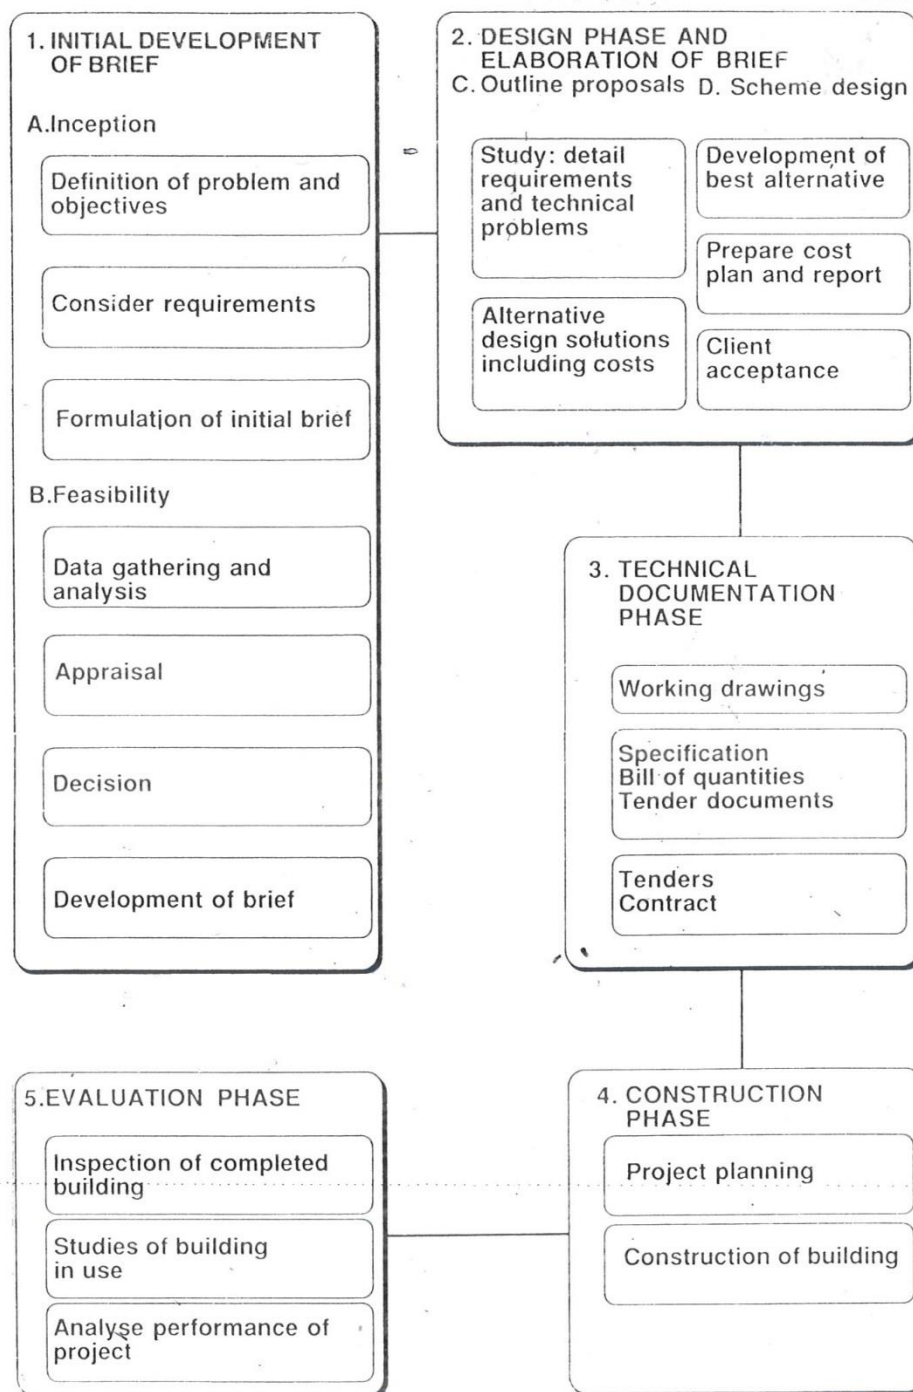 1. INITIAL DEVELOPMENT
OF BRIEF
A.Inception
Definition of problem and
objectives
Consider requirements
Formulation of initial brief
B.Feasibility
Data gathering and
analysis
Appraisal
Decision
Development of brief
2. DESIGN PHASE AND
ELABORATION OF BRIEF
C. Outline proposals D. Scheme design
Study: detail
requirements
and technical
problems
Alternative
design solutions
including costs
Development of
best alternative
Prepare cost
plan and report
Client
acceptance
3. TECHNICAL
DOCUMENTATION
PHASE
Working drawings
Specification
Bill of quantities
Tender documents
Tenders
Contract
4. CONSTRUCTION
PHASE
Project planning
Construction of building
5.EVALUATION PHASE
Inspection of completed
building
Studies of building
in use
Analyse performance of
project